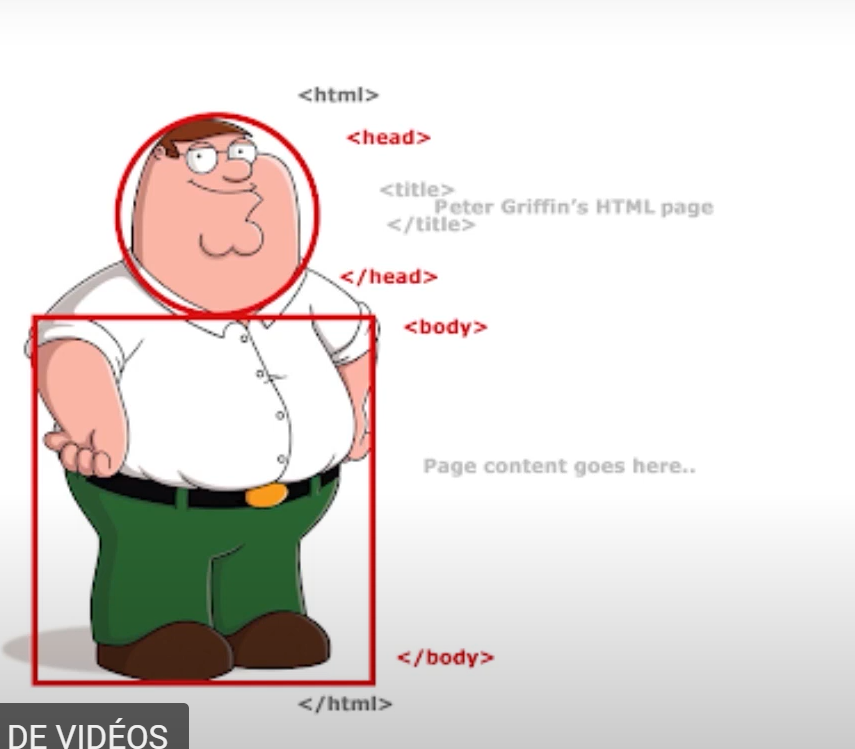 <html>
<head>
<title>
Peter Griffin's HTML page
</title>
</head>
<body>
Page content goes here..
</body>
</html>
DE VIDÉOS